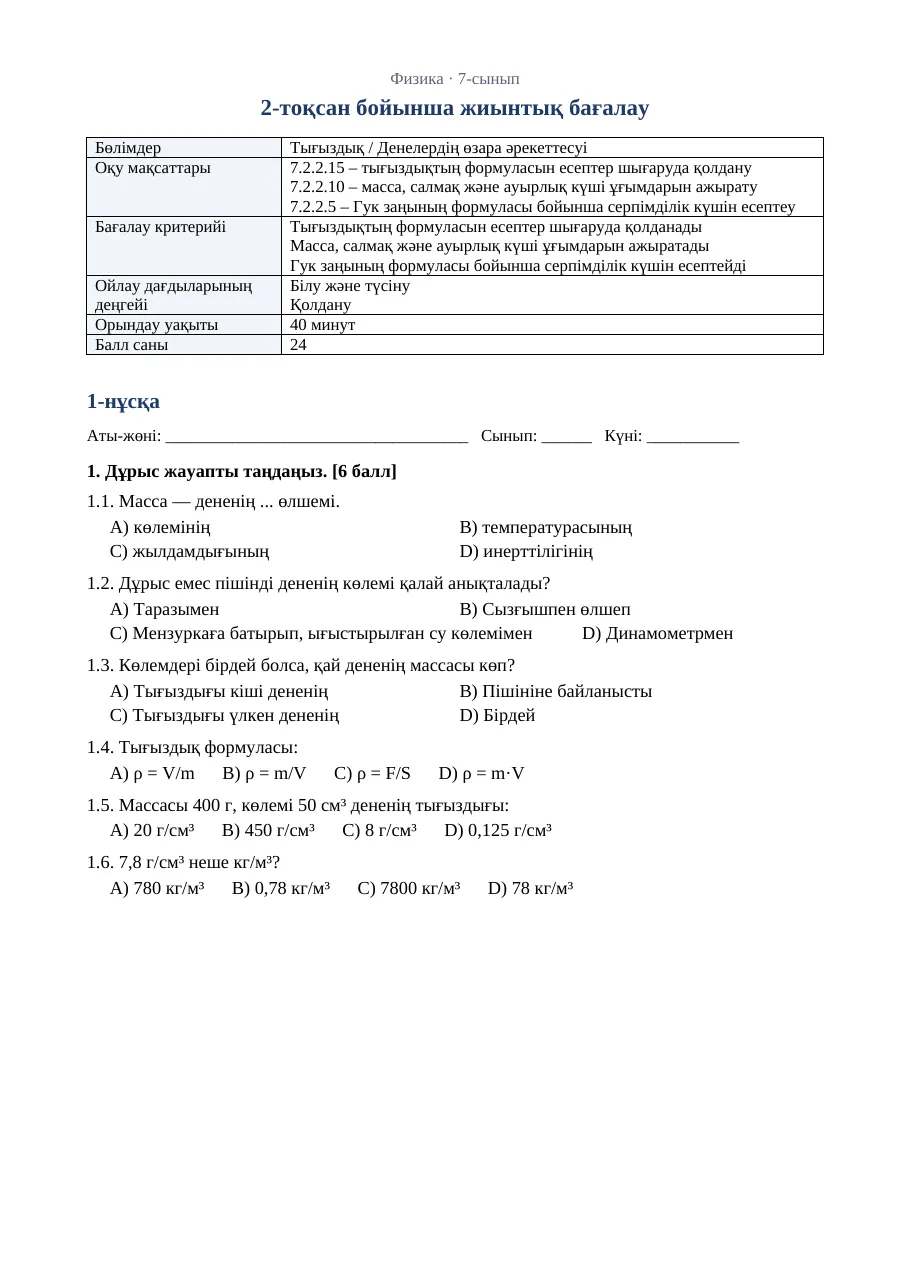 Физика · 7-сынып
2-тоқсан бойынша жиынтық бағалау
Бөлімдер Тығыздық / Денелердің өзара әрекеттесуі
Оқу мақсаттары 7.2.2.15 – тығыздықтың формуласын есептер шығаруда қолдану
7.2.2.10 – масса, салмақ және ауырлық күші ұғымдарын ажырату
7.2.2.5 – Гук заңының формуласы бойынша серпімділік күшін есептеу
Бағалау критерийі Тығыздықтың формуласын есептер шығаруда қолданады
Масса, салмақ және ауырлық күші ұғымдарын ажыратады
Гук заңының формуласы бойынша серпімділік күшін есептейді
Ойлау дағдыларының Білу және түсіну
деңгейі Қолдану
Орындау уақыты 40 минут
Балл саны 24
1-нұсқа
Аты-жөні: ____________________________________ Сынып: ______ Күні: ___________
1. Дұрыс жауапты таңдаңыз. [6 балл]
1.1. Масса — дененің ... өлшемі.
A) көлемінің B) температурасының
C) жылдамдығының D) инерттілігінің
1.2. Дұрыс емес пішінді дененің көлемі қалай анықталады?
A) Таразымен B) Сызғышпен өлшеп
C) Мензуркаға батырып, ығыстырылған су көлемімен D) Динамометрмен
1.3. Көлемдері бірдей болса, қай дененің массасы көп?
A) Тығыздығы кіші дененің B) Пішініне байланысты
C) Тығыздығы үлкен дененің D) Бірдей
1.4. Тығыздық формуласы:
A) ρ = V/m B) ρ = m/V C) ρ = F/S D) ρ = m·V
1.5. Массасы 400 г, көлемі 50 см³ дененің тығыздығы:
A) 20 г/см³ B) 450 г/см³ C) 8 г/см³ D) 0,125 г/см³
1.6. 7,8 г/см³ неше кг/м³?
A) 780 кг/м³ B) 0,78 кг/м³ C) 7800 кг/м³ D) 78 кг/м³